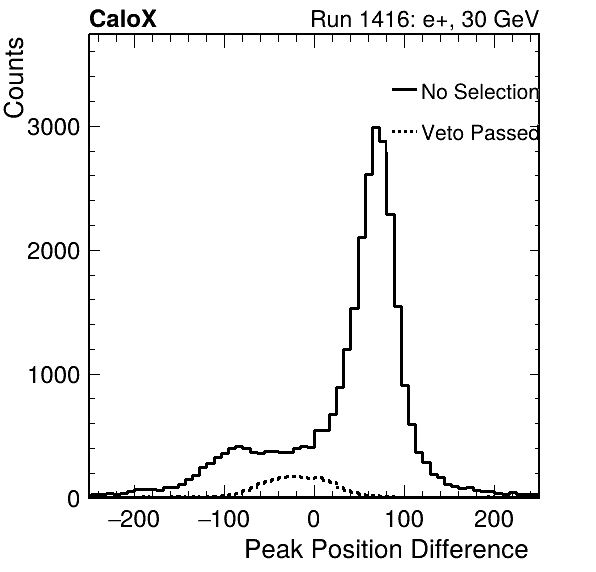 CaloX Run 1416: e+, 30 GeV
Counts
No Selection
Veto Passed
3000
2000
1000
0
−200 −100 0 100 200
Peak Position Difference